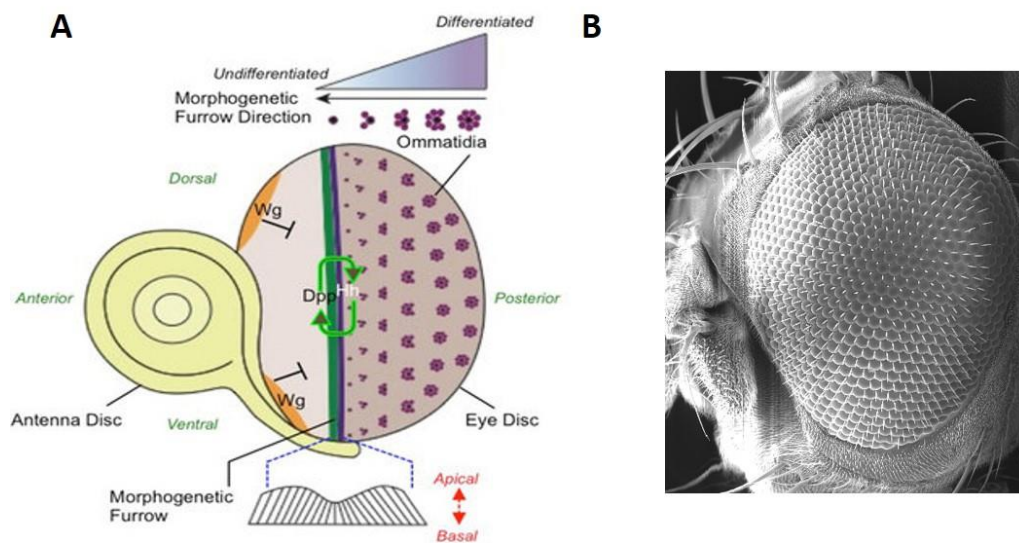 A
B
Differentiated
Undifferentiated
Morphogenetic
Furrow Direction
Ommatidia
Dorsal
Wg
Anterior
Dpp
Hh
Posterior
Wg
Antenna Disc
Ventral
Eye Disc
Morphogenetic
Furrow
Apical
Basal